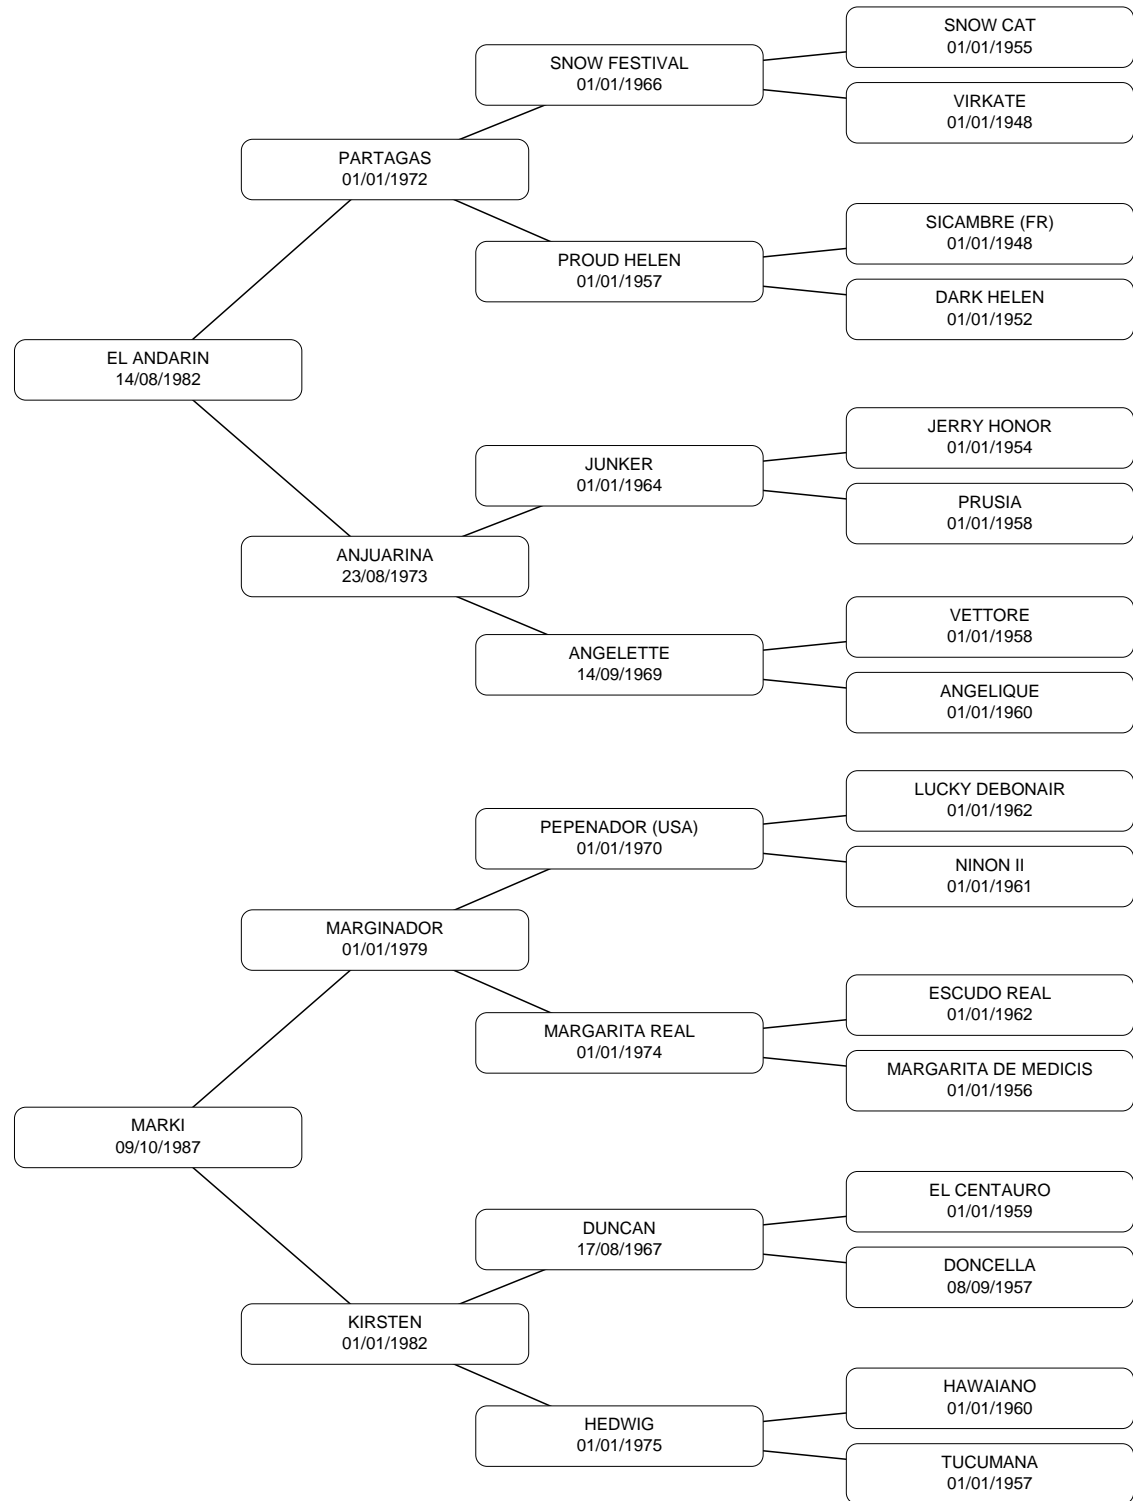 SNOW CAT
01/01/1955
SNOW FESTIVAL
01/01/1966
VIRKATE
01/01/1948
PARTAGAS
01/01/1972
SICAMBRE (FR)
01/01/1948
PROUD HELEN
01/01/1957
DARK HELEN
01/01/1952
EL ANDARIN
14/08/1982
JERRY HONOR
01/01/1954
JUNKER
01/01/1964
PRUSIA
01/01/1958
ANJUARINA
23/08/1973
VETTORE
01/01/1958
ANGELETTE
14/09/1969
ANGELIQUE
01/01/1960
LUCKY DEBONAIR
01/01/1962
PEPENADOR (USA)
01/01/1970
NINON II
01/01/1961
MARGINADOR
01/01/1979
ESCUDO REAL
01/01/1962
MARGARITA REAL
01/01/1974
MARGARITA DE MEDICIS
01/01/1956
MARKI
09/10/1987
EL CENTAURO
01/01/1959
DUNCAN
17/08/1967
DONCELLA
08/09/1957
KIRSTEN
01/01/1982
HAWAIANO
01/01/1960
HEDWIG
01/01/1975
TUCUMANA
01/01/1957